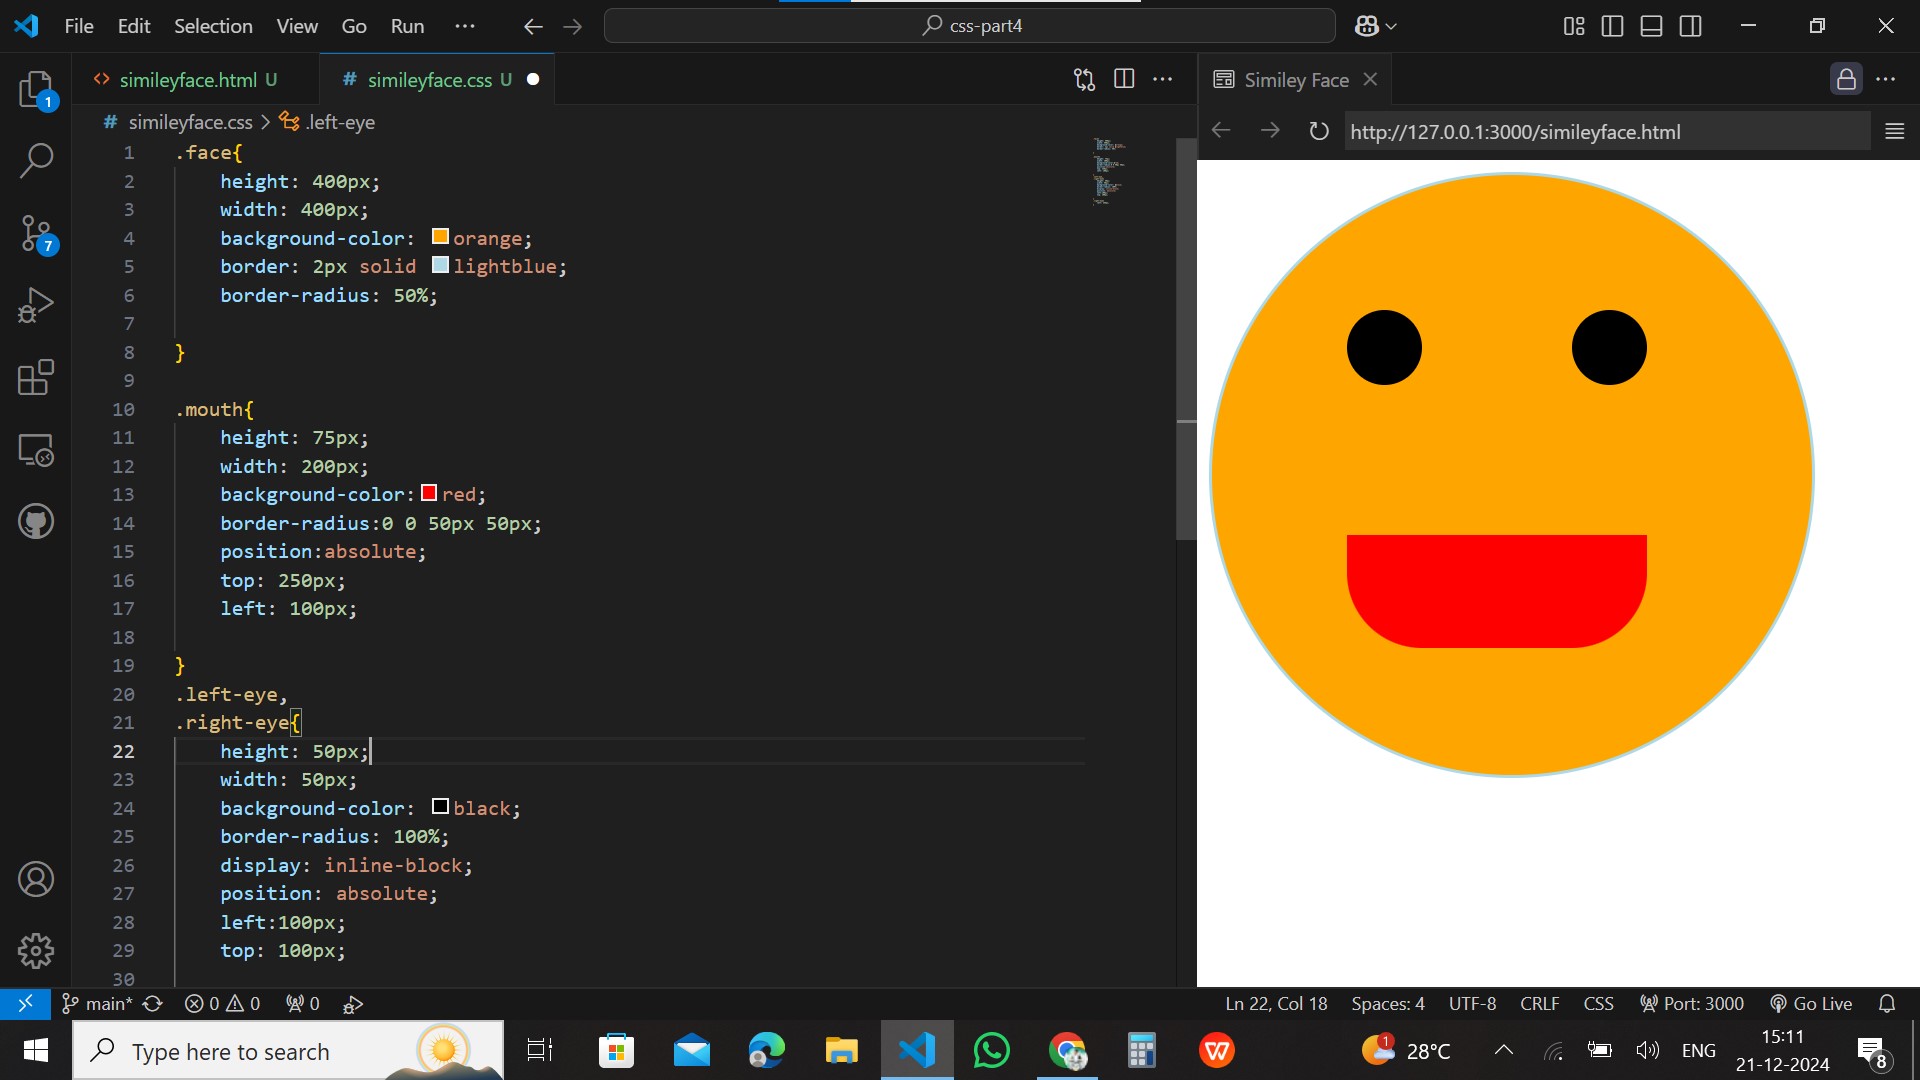 File Edit Selection View Go Run ··· css-part4
simileyface.html U simileyface.css U
Similey Face
simileyface.css > .left-eye
http://127.0.0.1:3000/simileyface.html
1 .face{
2 height: 400px;
3 width: 400px;
4 background-color: orange;
5 border: 2px solid lightblue;
6 border-radius: 50%;
7
8 }
9
10 .mouth{
11 height: 75px;
12 width: 200px;
13 background-color: red;
14 border-radius:0 0 50px 50px;
15 position:absolute;
16 top: 250px;
17 left: 100px;
18
19 }
20 .left-eye,
21 .right-eye{
22 height: 50px;
23 width: 50px;
24 background-color: black;
25 border-radius: 100%;
26 display: inline-block;
27 position: absolute;
28 left:100px;
29 top: 100px;
30
1
7
main* 0 0 0 Ln 22, Col 18 Spaces: 4 UTF-8 CRLF CSS Port: 3000 Go Live
Type here to search
W
1
28°C
ENG
15:11
21-12-2024
8